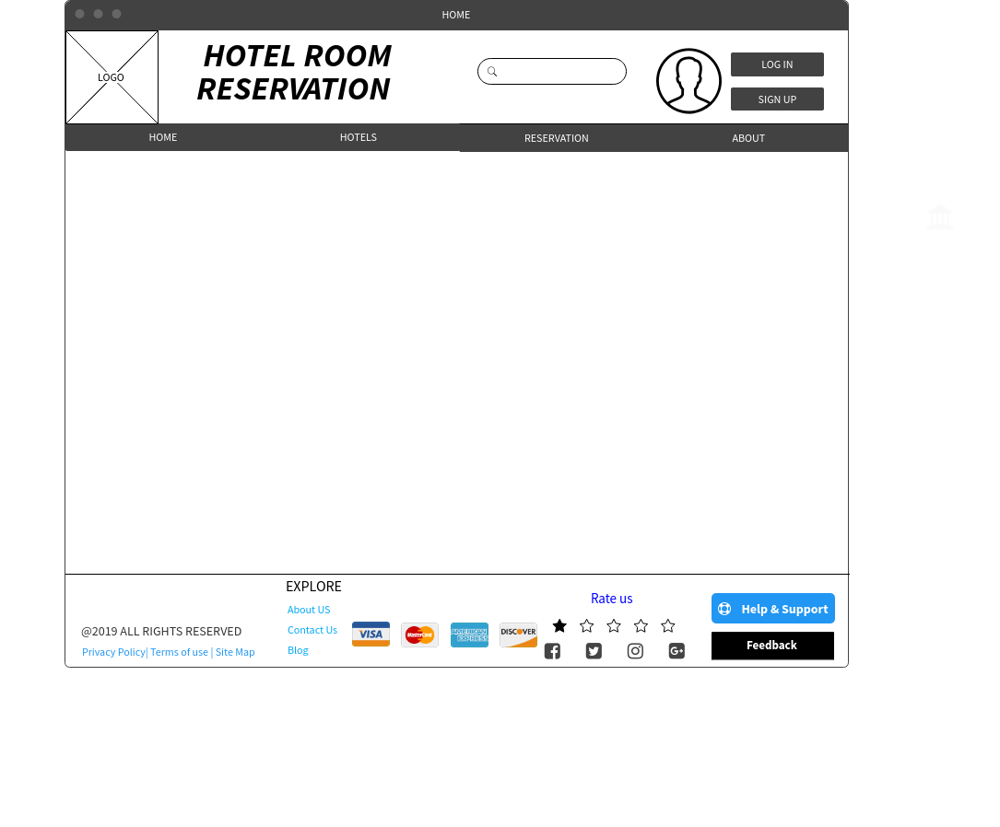 HOME
LOGO
HOTEL ROOM
RESERVATION
LOG IN
SIGN UP
HOME
HOTELS
RESERVATION
ABOUT
EXPLORE
About US
Contact Us
Blog
@2019 ALL RIGHTS RESERVED
Privacy Policy| Terms of use | Site Map
VISA
MasterCard
AMERICAN
EXPRESS
DISCOVER
Rate us
G+
Help & Support
Feedback